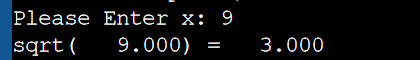 Please Enter x: 9
sqrt(   9.000) =   3.000